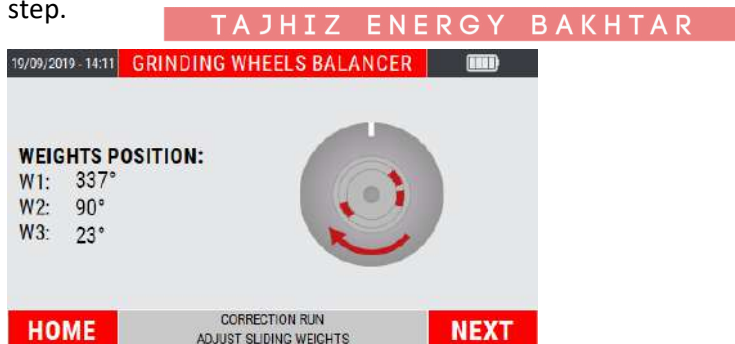 step.
TAJHIZ ENERGY BAKHTAR
19/09/2019 - 14:11 GRINDING WHEELS BALANCER
WEIGHTS POSITION:
W1: 337°
W2: 90°
W3: 23°
HOME
CORRECTION RUN
ADJUST SLIDING WEIGHTS
NEXT